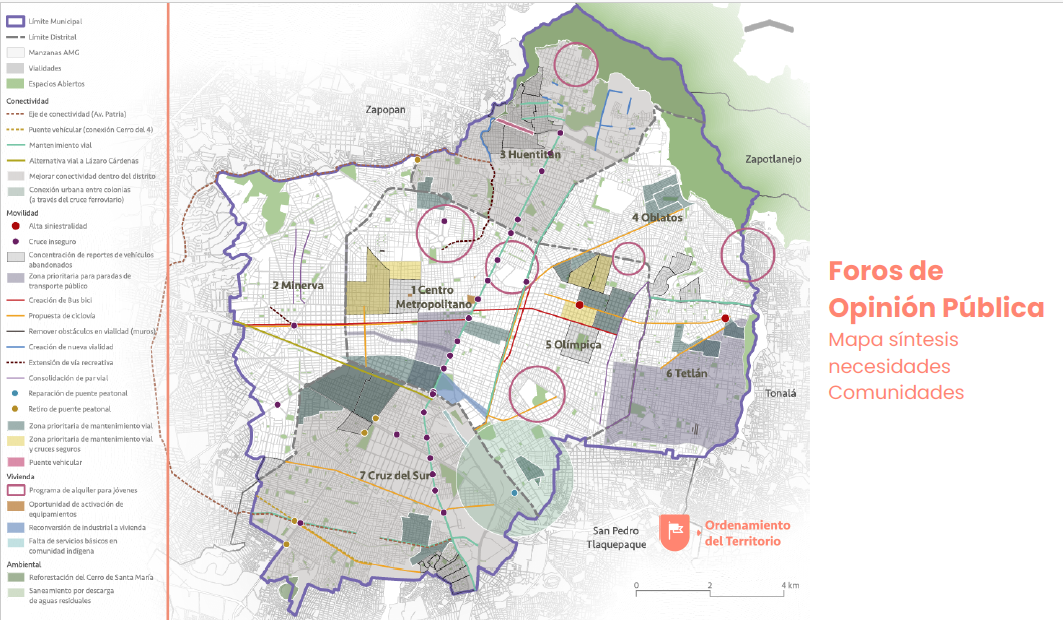 Límite Municipal
Límite Distrital
Manzanas AMG
Vialidades
Espacios Abiertos
Conectividad
Eje de conectividad (Av. Patria)
Puente vehicular (conexión Cerro del 4)
Mantenimiento vial
Alternativa vial a Lázaro Cárdenas
Mejorar conectividad dentro del distrito
Conexión urbana entre colonias
(a través del cruce ferroviario)
Movilidad
Alta siniestralidad
Cruce inseguro
Concentración de reportes de vehículos
abandonados
Zona prioritaria para paradas de
transporte público
Creación de Bus bici
Propuesta de ciclovía
Remover obstáculos en vialidad (muros)
Creación de nueva vialidad
Extensión de vía recreativa
Consolidación de par vial
Reparación de puente peatonal
Retiro de puente peatonal
Zona prioritaria de mantenimiento vial
Zona prioritaria de mantenimiento vial
y cruces seguros
Puente vehicular
Vivienda
Programa de alquiler para jóvenes
Oportunidad de activación de
equipamientos
Reconversión de industrial a vivienda
Falta de servicios básicos en
comunidad indígena
Ambiental
Reforestación del Cerro de Santa María
Saneamiento por descarga
de aguas residuales
Zapopan
3 Huentitán
Zapotlanejo
4 Oblatos
2 Minerva
1 Centro
Metropolitano
5 Olímpica
6 Tetlán
Tonalá
7 Cruz del Sur
San Pedro
Tlaquepaque
Ordenamiento
del Territorio
0 2 4 km
Foros de
Opinión Pública
Mapa síntesis
necesidades
Comunidades